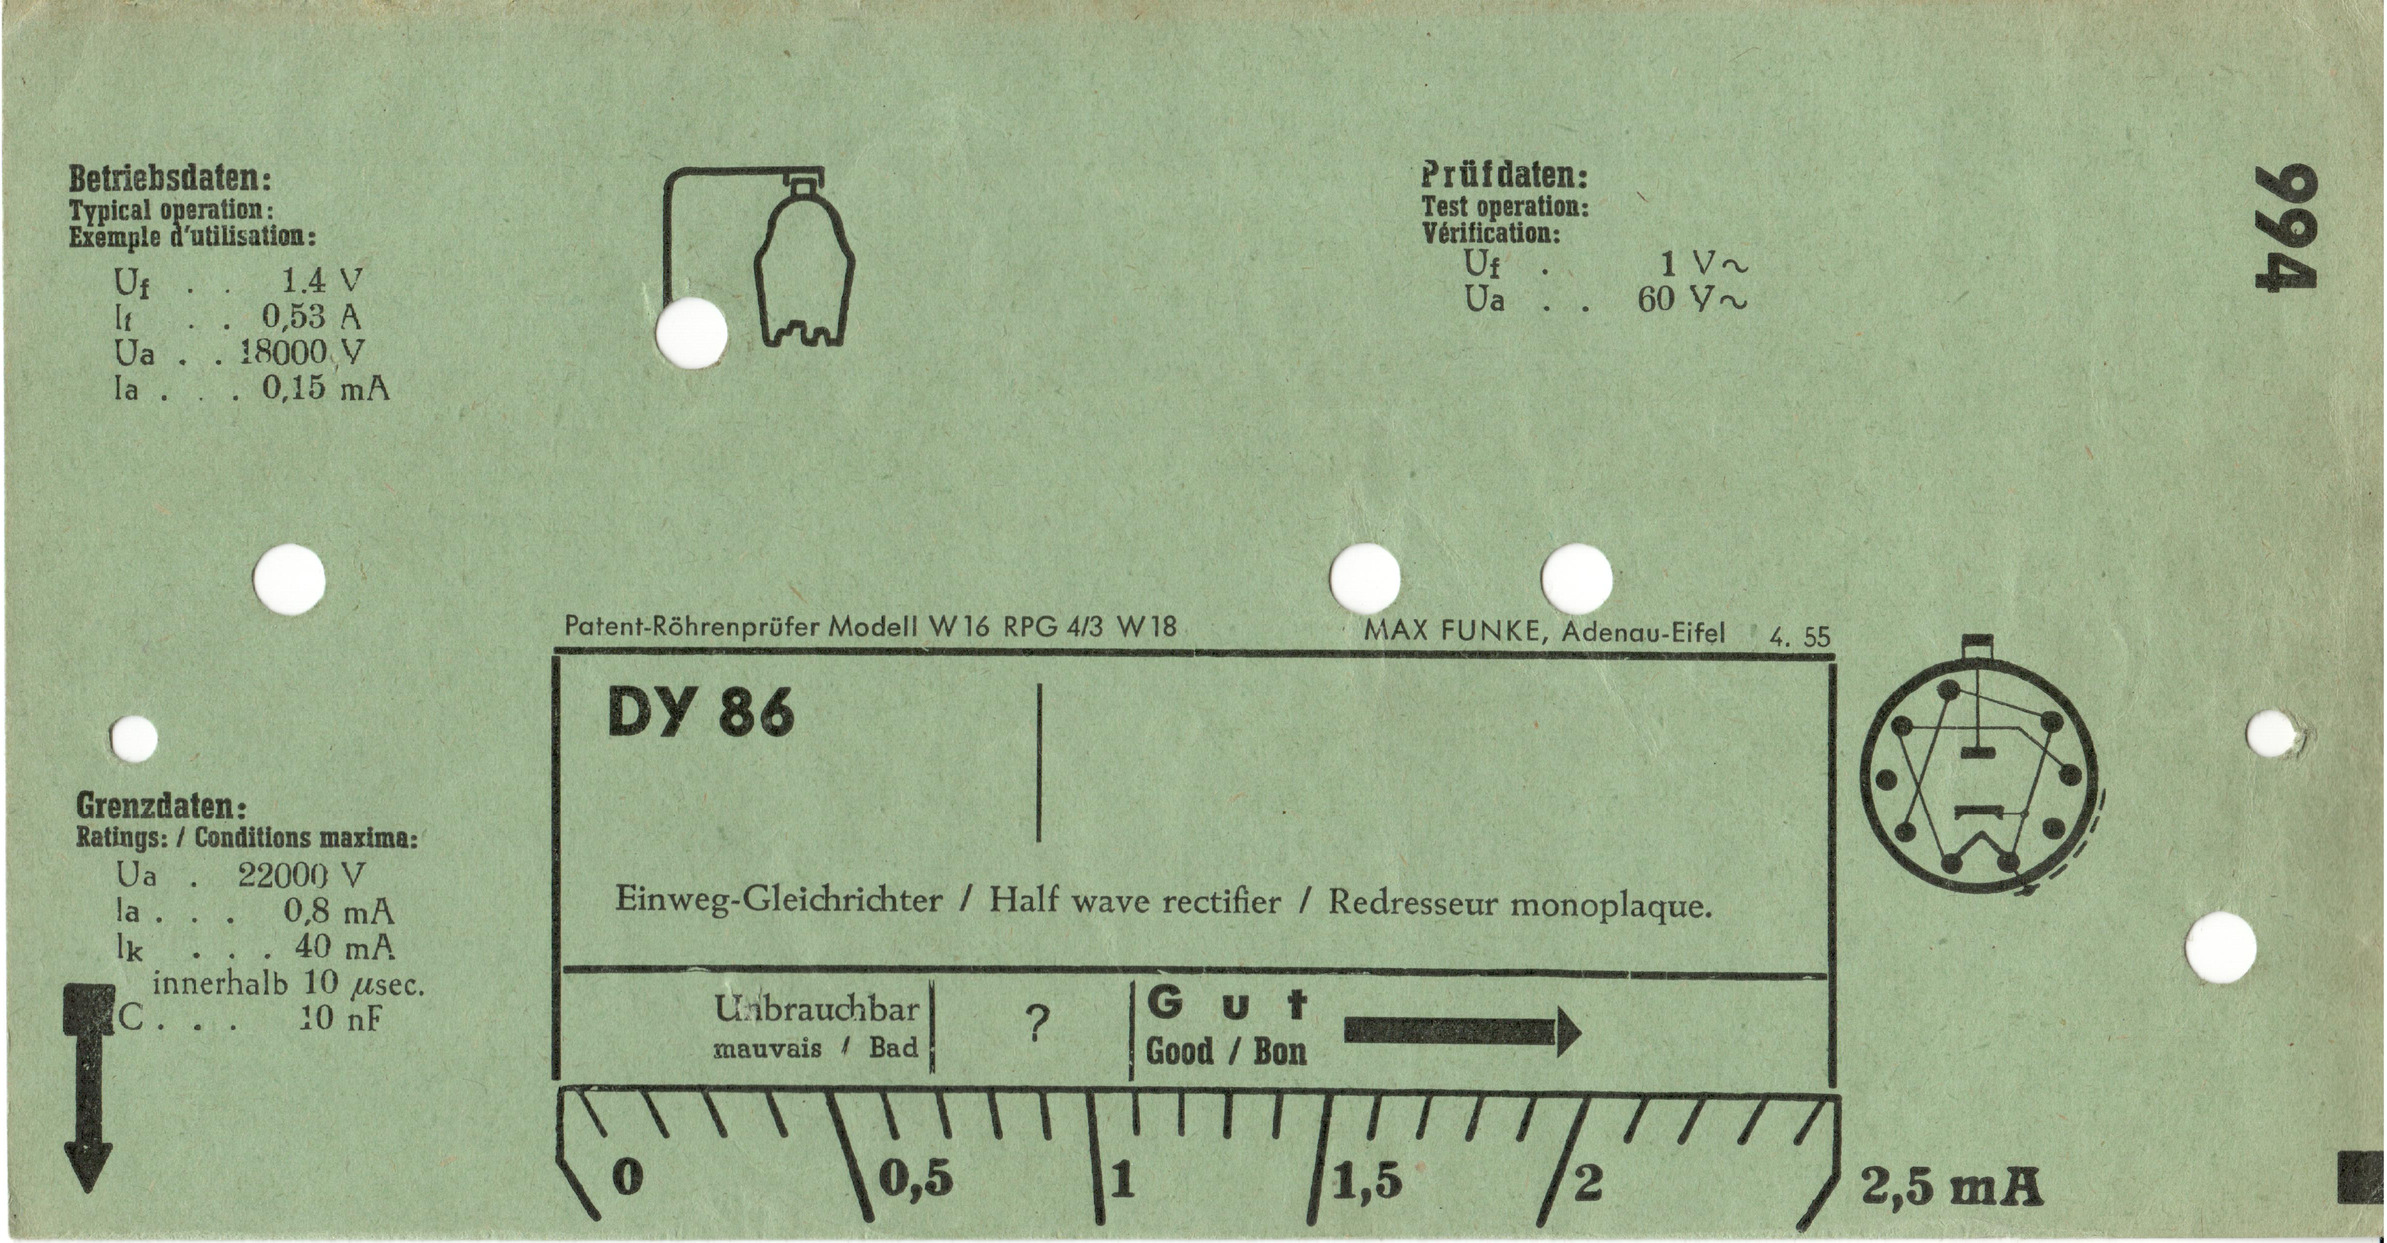 Betriebsdaten:
Typical operation:
Exemple d'utilisation:
Uf . . 1.4 V
If . . 0,53 A
Ua . . 18000 V
Ia . . . 0,15 mA
Prüfdaten:
Test operation:
Vérification:
Uf . 1 V~
Ua . . 60 V~
994
Patent-Röhrenprüfer Modell W16 RPG 4/3 W18
MAX FUNKE, Adenau-Eifel 4. 55
DY 86
Einweg-Gleichrichter / Half wave rectifier / Redresseur monoplaque.
Grenzdaten:
Ratings: / Conditions maxima:
Ua . 22000 V
Ia . . . 0,8 mA
Ik . . . 40 mA
innerhalb 10 μsec.
C . . . 10 nF
Unbrauchbar
mauvais / Bad
?
Gut
Good / Bon
0 0,5 1 1,5 2 2,5 mA